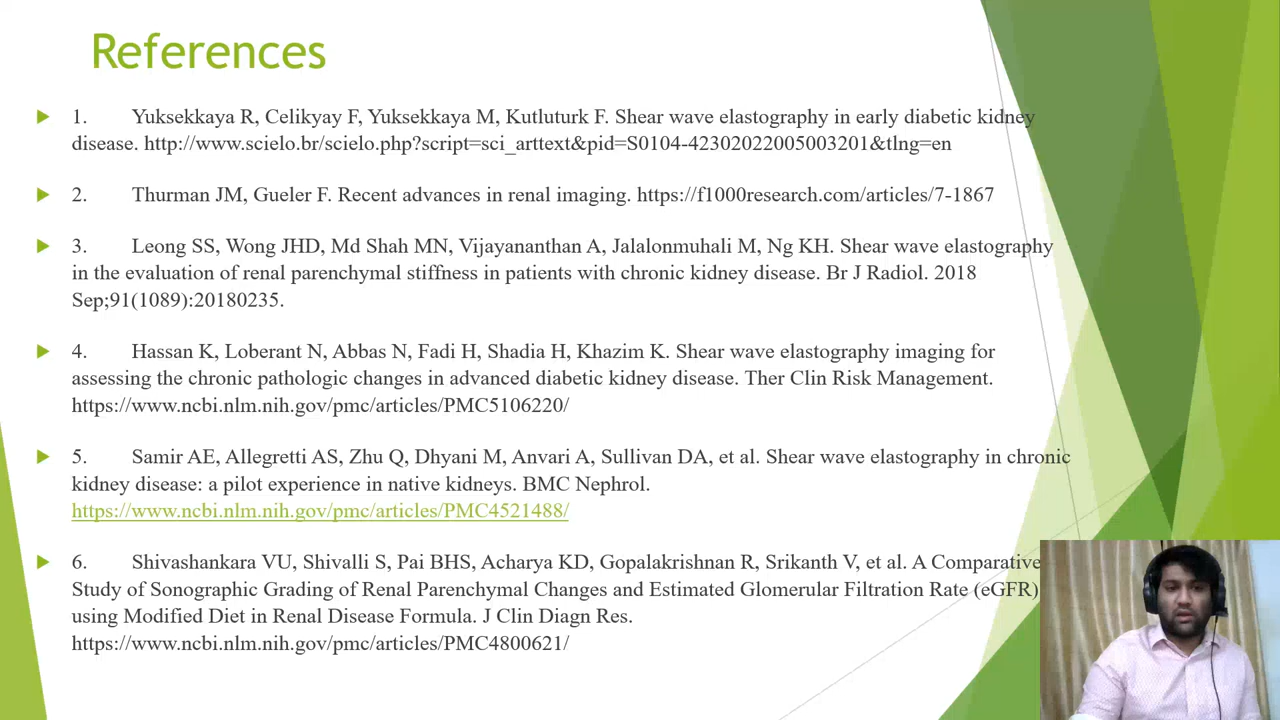 References
1. Yuksekkaya R, Celikyay F, Yuksekkaya M, Kutluturk F. Shear wave elastography in early diabetic kidney
disease. http://www.scielo.br/scielo.php?script=sci_arttext&pid=S0104-42302022005003201&tlng=en
2. Thurman JM, Gueler F. Recent advances in renal imaging. https://f1000research.com/articles/7-1867
3. Leong SS, Wong JHD, Md Shah MN, Vijayananthan A, Jalalonmuhali M, Ng KH. Shear wave elastography
in the evaluation of renal parenchymal stiffness in patients with chronic kidney disease. Br J Radiol. 2018
Sep;91(1089):20180235.
4. Hassan K, Loberant N, Abbas N, Fadi H, Shadia H, Khazim K. Shear wave elastography imaging for
assessing the chronic pathologic changes in advanced diabetic kidney disease. Ther Clin Risk Management.
https://www.ncbi.nlm.nih.gov/pmc/articles/PMC5106220/
5. Samir AE, Allegretti AS, Zhu Q, Dhyani M, Anvari A, Sullivan DA, et al. Shear wave elastography in chronic
kidney disease: a pilot experience in native kidneys. BMC Nephrol.
https://www.ncbi.nlm.nih.gov/pmc/articles/PMC4521488/
6. Shivashankara VU, Shivalli S, Pai BHS, Acharya KD, Gopalakrishnan R, Srikanth V, et al. A Comparative
Study of Sonographic Grading of Renal Parenchymal Changes and Estimated Glomerular Filtration Rate (eGFR)
using Modified Diet in Renal Disease Formula. J Clin Diagn Res.
https://www.ncbi.nlm.nih.gov/pmc/articles/PMC4800621/